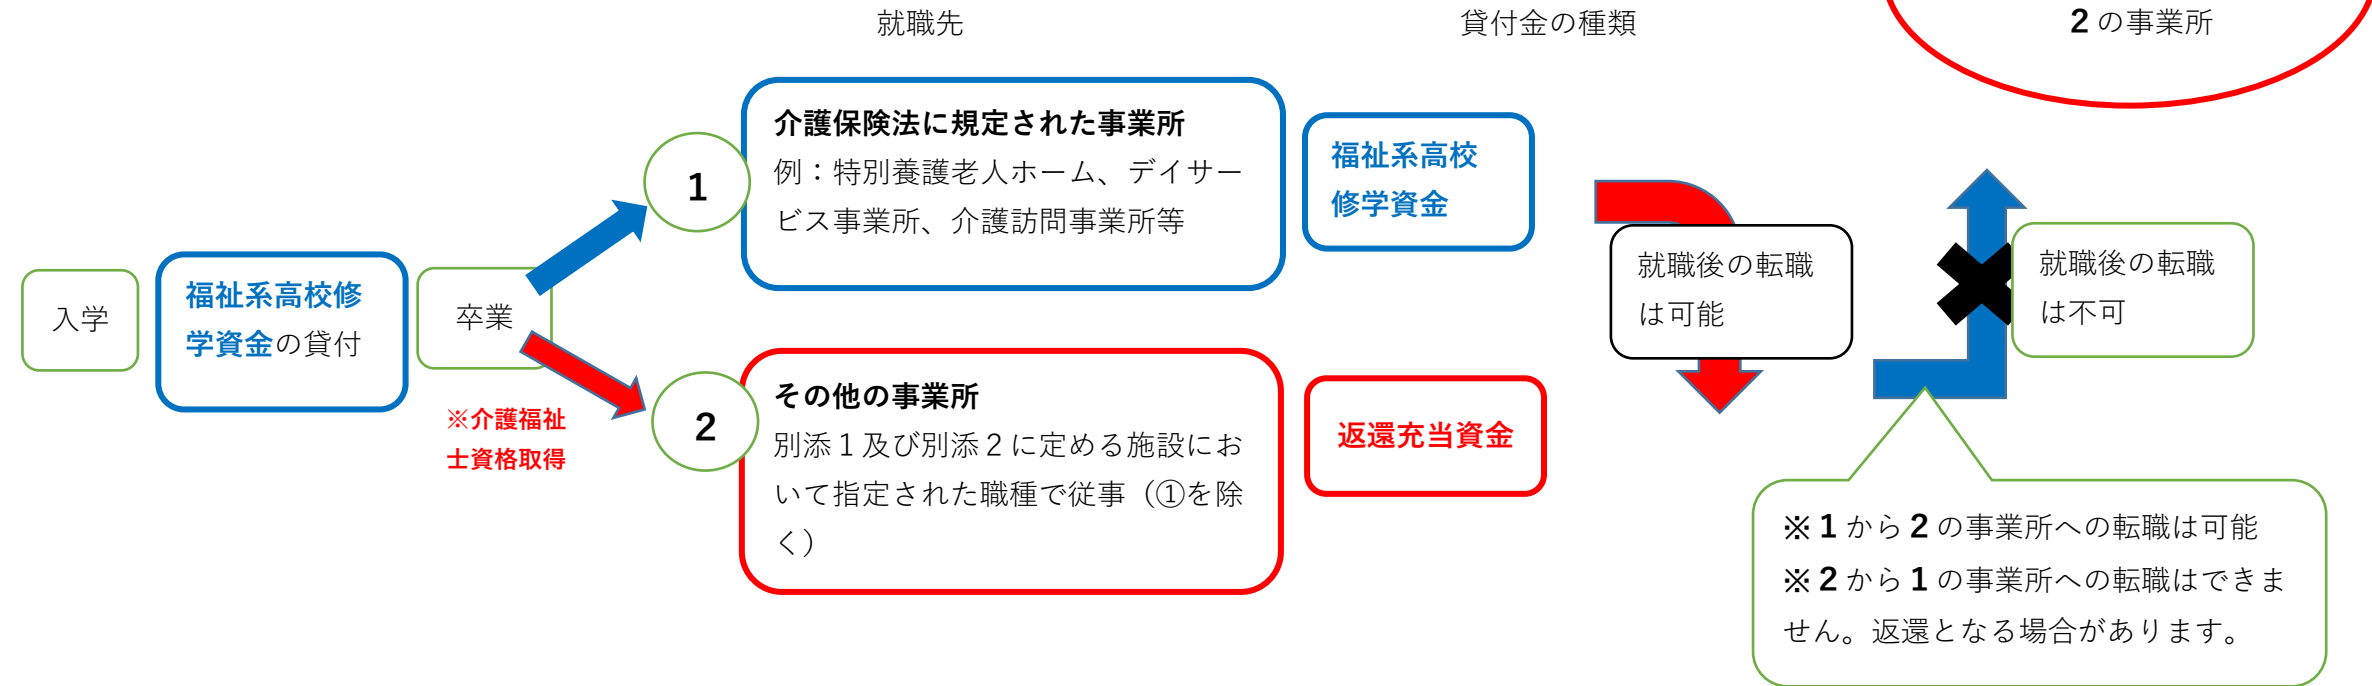 就職先
貸付金の種類
2 の事業所
1
介護保険法に規定された事業所
例：特別養護老人ホーム、デイサー
ビス事業所、介護訪問事業所等
福祉系高校
修学資金
就職後の転職
は可能
就職後の転職
は不可
入学
福祉系高校修
学資金の貸付
卒業
※介護福祉
士資格取得
2
その他の事業所
別添１及び別添２に定める施設にお
いて指定された職種で従事（①を除
く）
返還充当資金
※ 1 から 2 の事業所への転職は可能
※ 2 から 1 の事業所への転職はできま
せん。返還となる場合があります。